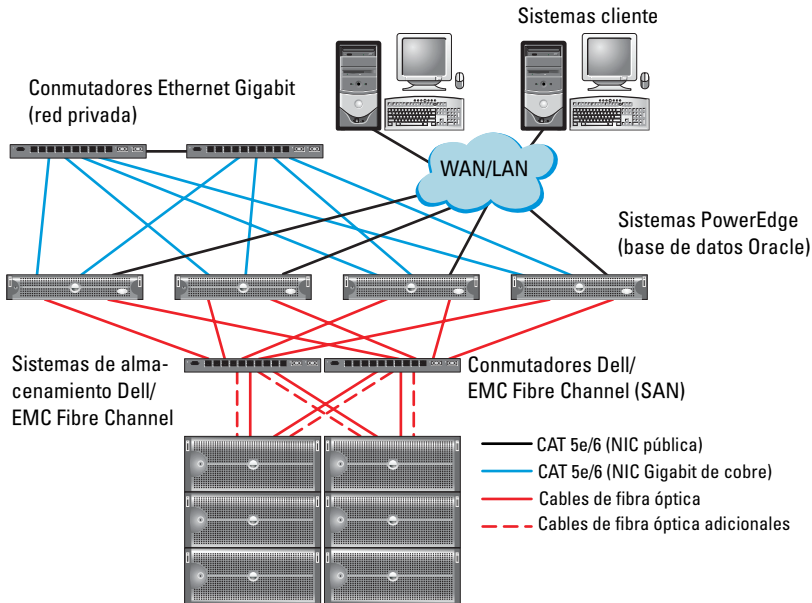 Sistemas cliente
Conmutadores Ethernet Gigabit
(red privada)
WAN/LAN
Sistemas PowerEdge
(base de datos Oracle)
Sistemas de alma-
cenamiento Dell/
EMC Fibre Channel
Conmutadores Dell/
EMC Fibre Channel (SAN)
CAT 5e/6 (NIC pública)
CAT 5e/6 (NIC Gigabit de cobre)
Cables de fibra óptica
Cables de fibra óptica adicionales